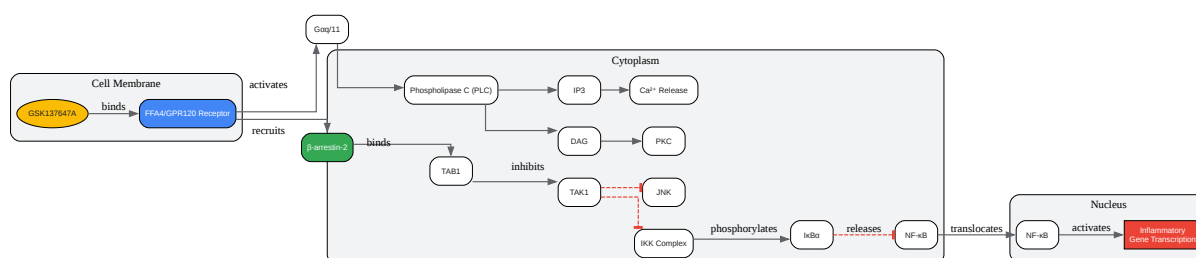 Gαq/11
Cytoplasm
Cell Membrane
activates
Phospholipase C (PLC)
IP3
Ca²⁺ Release
GSK137647A
binds
FFA4/GPR120 Receptor
recruits
β-arrestin-2
binds
DAG
PKC
TAB1
inhibits
TAK1
JNK
Nucleus
IKK Complex
phosphorylates
IκBα
releases
NF-κB
translocates
NF-κB
activates
Inflammatory
Gene Transcription